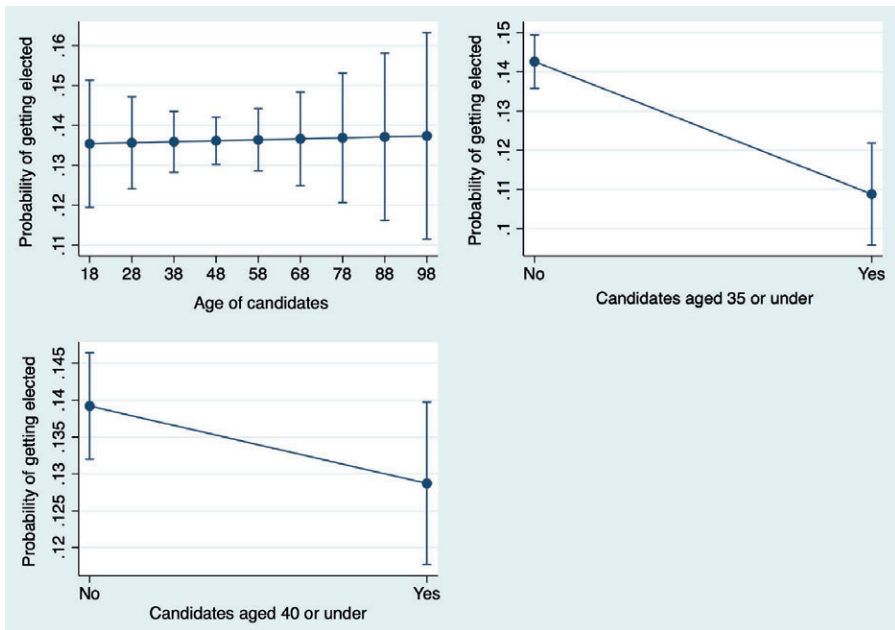 Probability of getting elected
.16
.15
.14
.13
.12
.11
18 28 38 48 58 68 78 88 98
Age of candidates
Probability of getting elected
.15
.14
.13
.12
.11
.1
No Yes
Candidates aged 35 or under
Probability of getting elected
.145
.14
.135
.13
.125
.12
No Yes
Candidates aged 40 or under